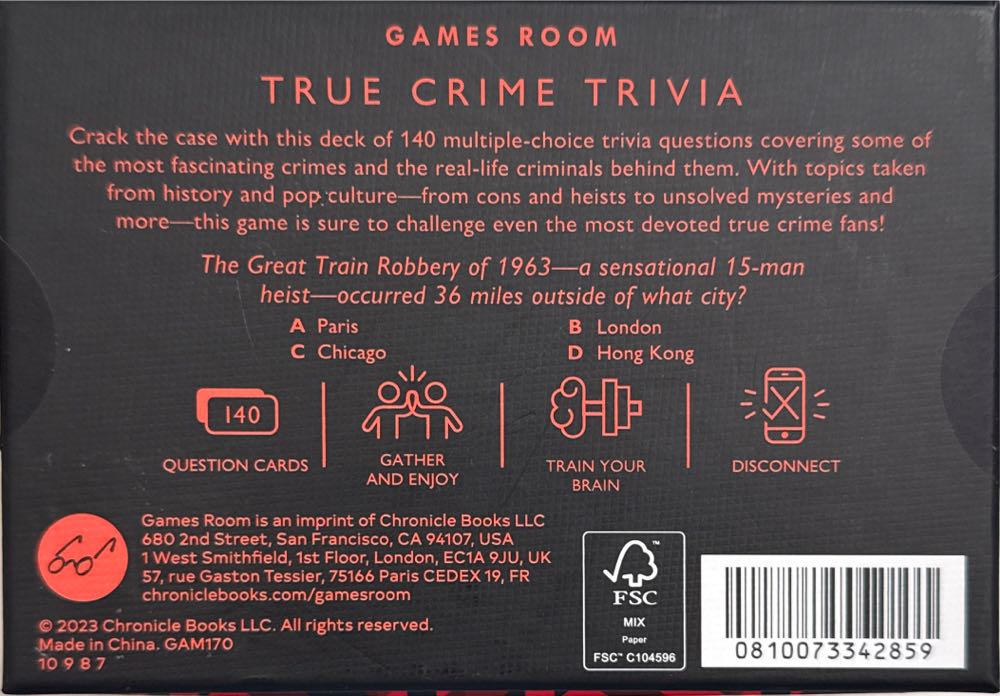 GAMES ROOM
TRUE CRIME TRIVIA
Crack the case with this deck of 140 multiple-choice trivia questions covering some of
the most fascinating crimes and the real-life criminals behind them. With topics taken
from history and pop culture—from cons and heists to unsolved mysteries and
more—this game is sure to challenge even the most devoted true crime fans!
The Great Train Robbery of 1963—a sensational 15-man
heist—occurred 36 miles outside of what city?
A Paris
B London
C Chicago
D Hong Kong
140
QUESTION CARDS
GATHER
AND ENJOY
TRAIN YOUR
BRAIN
DISCONNECT
Games Room is an imprint of Chronicle Books LLC
680 2nd Street, San Francisco, CA 94107, USA
1 West Smithfield, 1st Floor, London, EC1A 9JU, UK
57, rue Gaston Tessier, 75166 Paris CEDEX 19, FR
chroniclebooks.com/gamesroom
© 2023 Chronicle Books LLC. All rights reserved.
Made in China. GAM170
10 9 8 7
™
FSC
MIX
Paper
FSC™ C104596
0810073342859